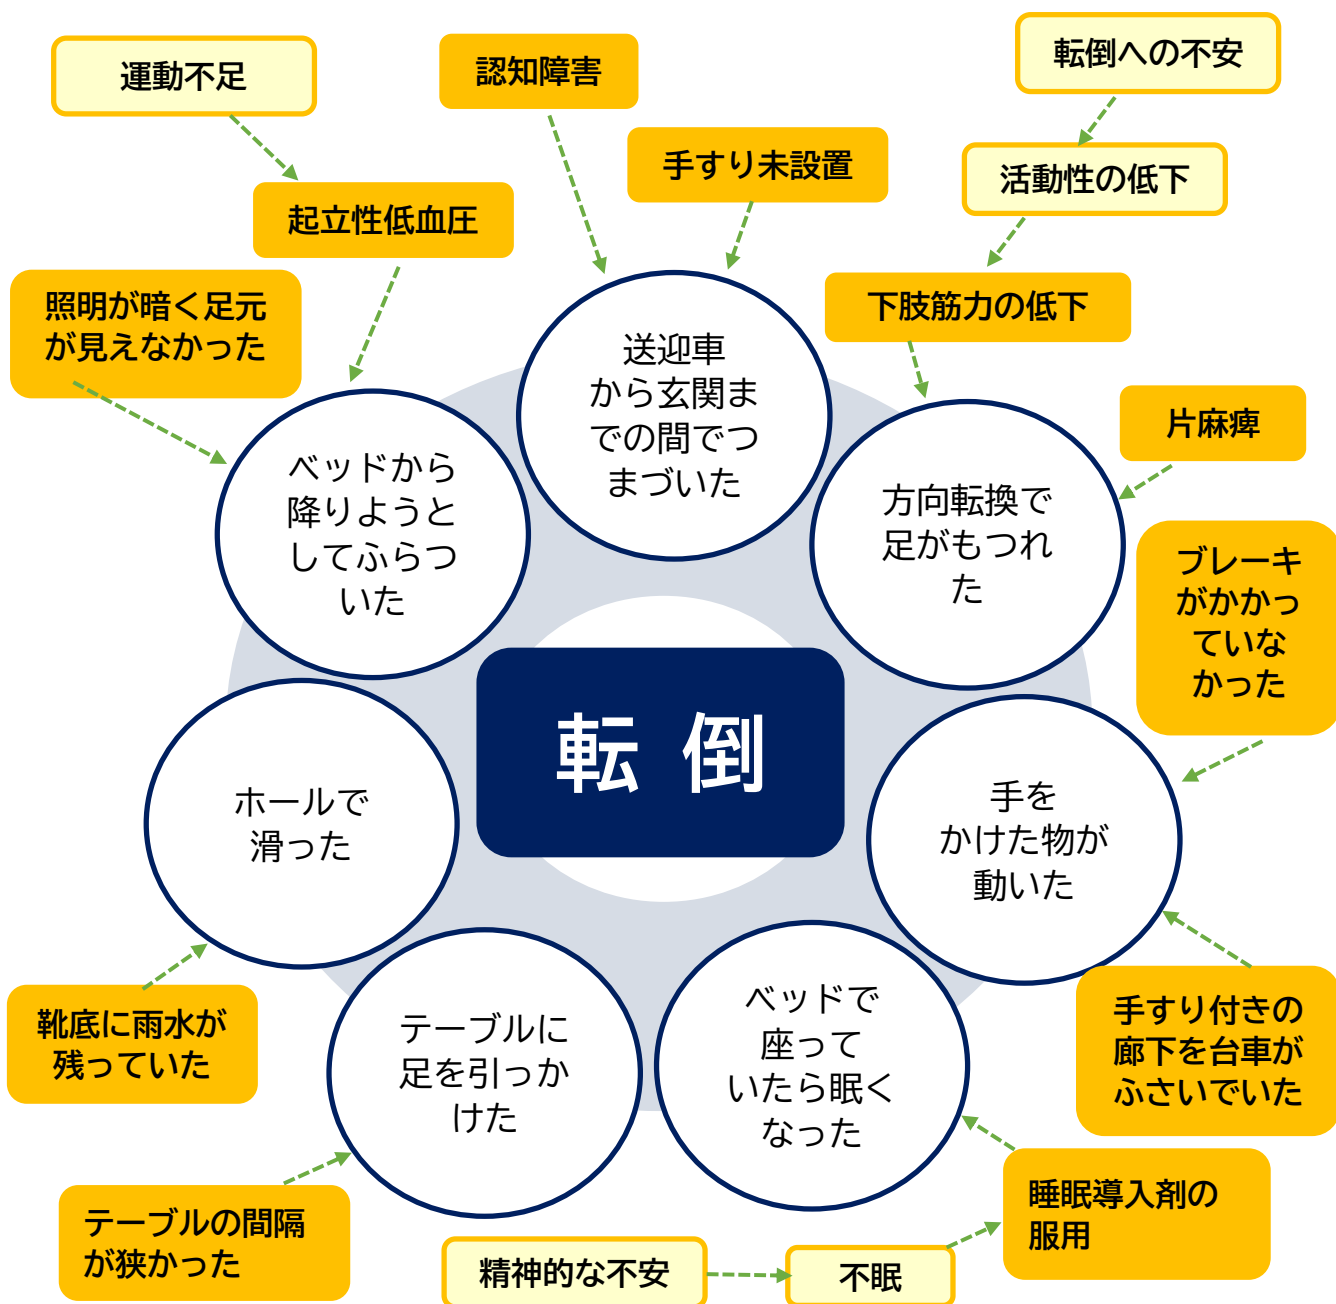 運動不足
認知障害
転倒への不安
手すり未設置
活動性の低下
起立性低血圧
照明が暗く足元
が見えなかった
下肢筋力の低下
送迎車
から玄関ま
での間でつ
まづいた
片麻痺
ベッドから
降りようと
してふらつ
いた
方向転換で
足がもつれ
た
ブレーキ
がかかっ
ていな
かった
転 倒
ホールで
滑った
手を
かけた物が
動いた
靴底に雨水が
残っていた
テーブルに
足を引っか
けた
ベッドで
座って
いたら眠く
なった
手すり付きの
廊下を台車が
ふさいでいた
テーブルの間隔
が狭かった
睡眠導入剤の
服用
精神的な不安
不眠